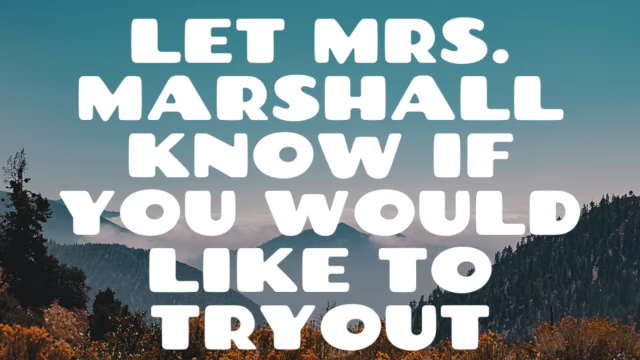 LET MRS.
MARSHALL
KNOW IF
YOU WOULD
LIKE TO
TRYOUT